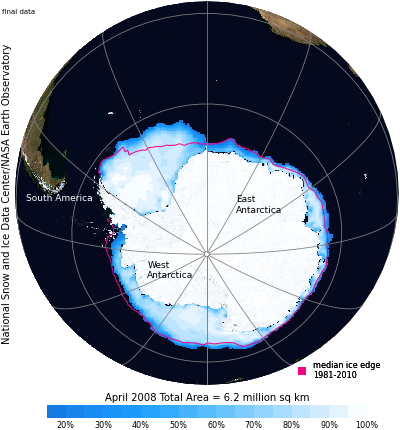 final data
National Snow and Ice Data Center/NASA Earth Observatory
South America
East
Antarctica
West
Antarctica
median ice edge
1981-2010
April 2008 Total Area = 6.2 million sq km
20% 30% 40% 50% 60% 70% 80% 90% 100%